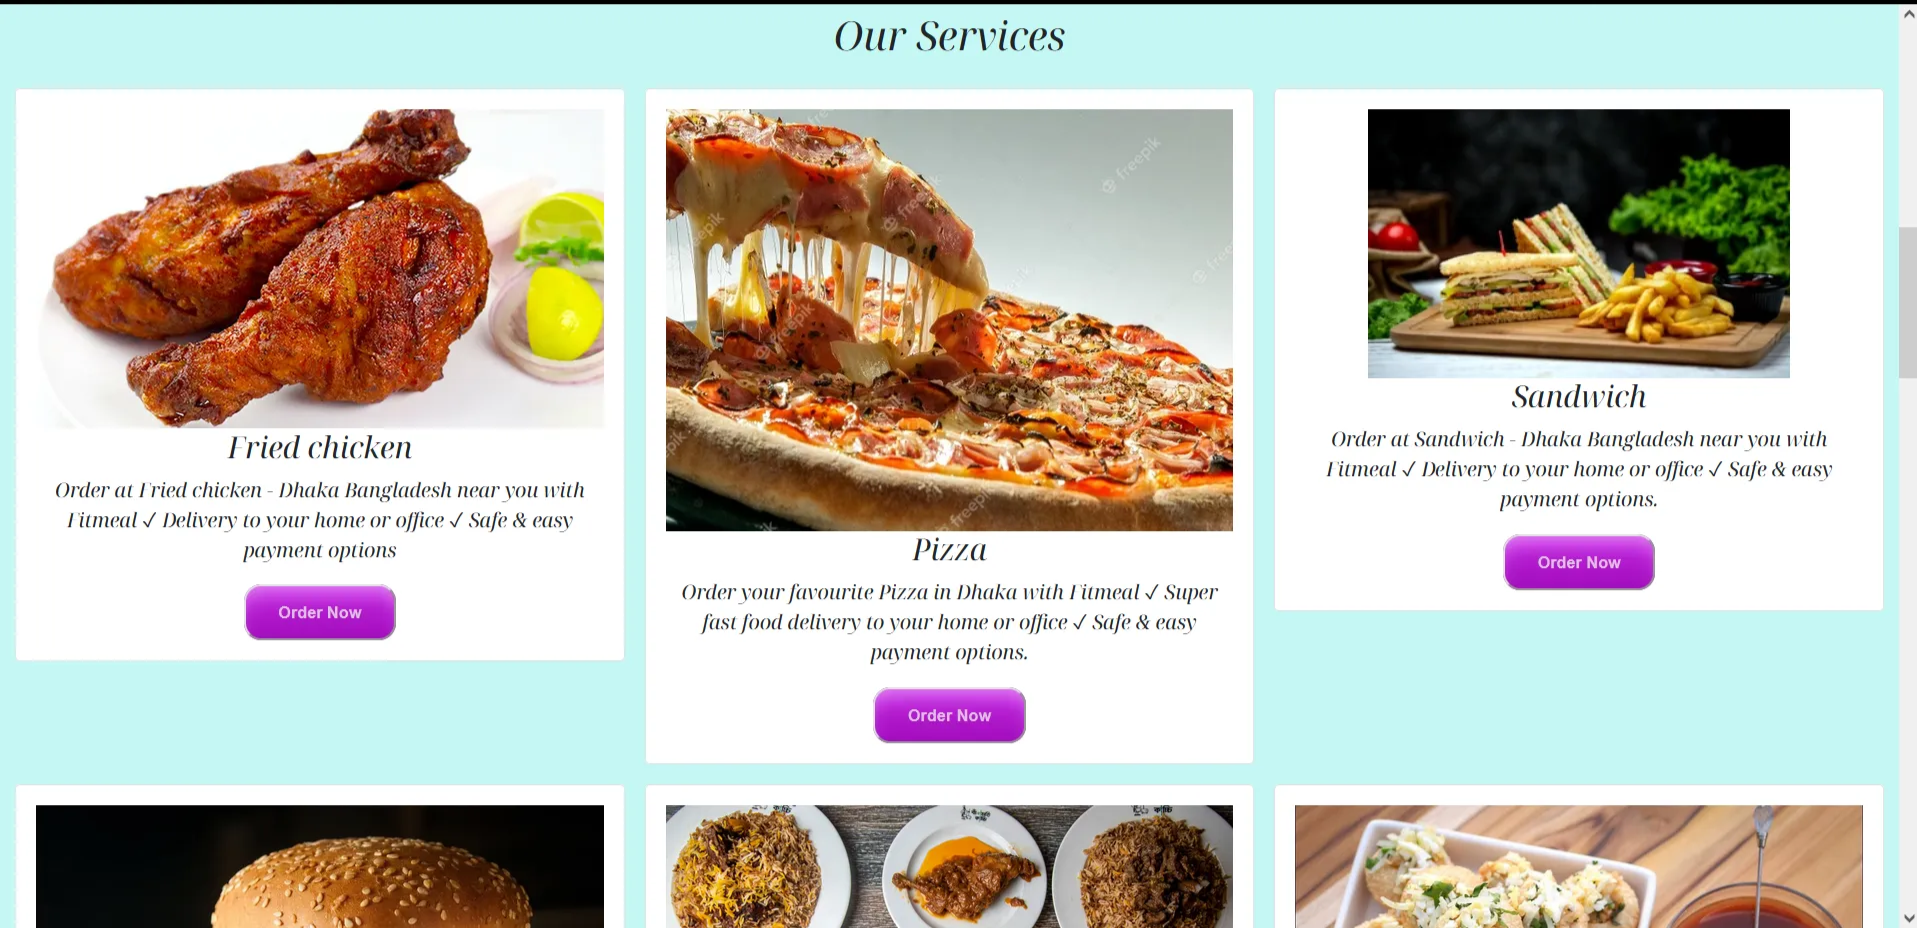 Our Services
Fried chicken
Order at Fried chicken - Dhaka Bangladesh near you with
Fitmeal ✓ Delivery to your home or office ✓ Safe & easy
payment options
Order Now
freepik
freepik
freepik
Pizza
Order your favourite Pizza in Dhaka with Fitmeal ✓ Super
fast food delivery to your home or office ✓ Safe & easy
payment options.
Order Now
Sandwich
Order at Sandwich - Dhaka Bangladesh near you with
Fitmeal ✓ Delivery to your home or office ✓ Safe & easy
payment options.
Order Now